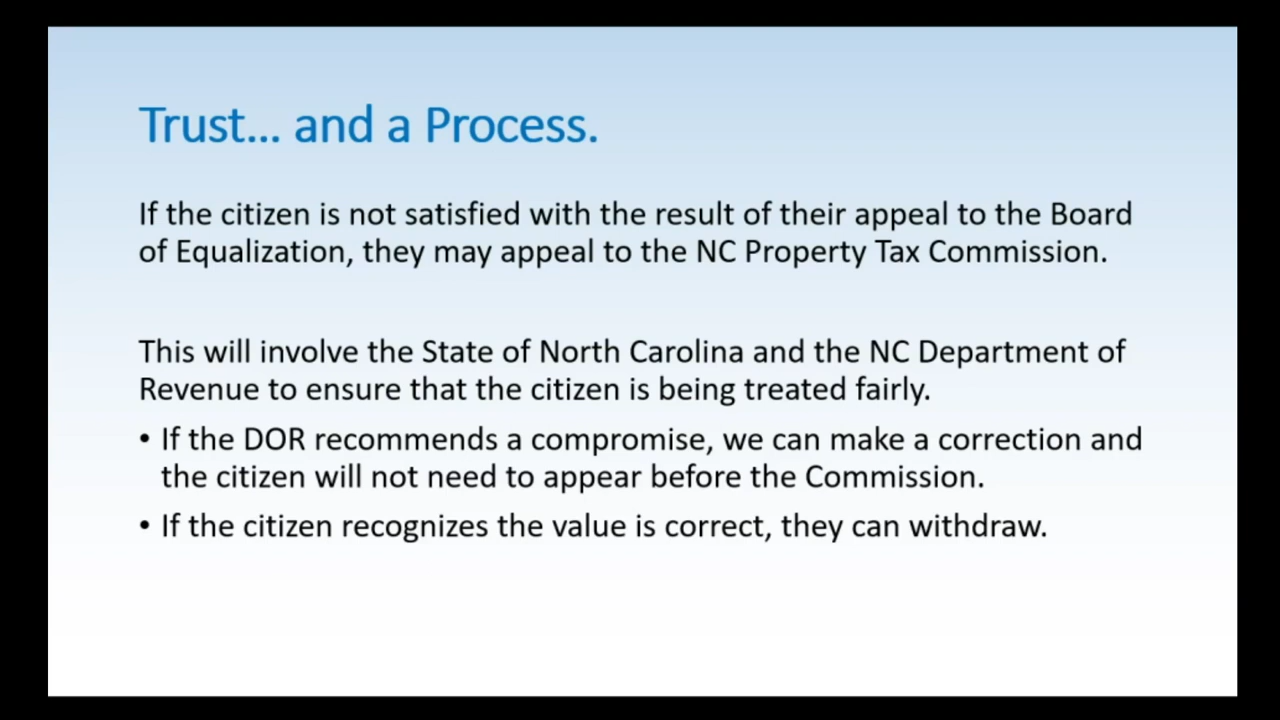 Trust... and a Process.
If the citizen is not satisfied with the result of their appeal to the Board
of Equalization, they may appeal to the NC Property Tax Commission.
This will involve the State of North Carolina and the NC Department of
Revenue to ensure that the citizen is being treated fairly.
• If the DOR recommends a compromise, we can make a correction and
the citizen will not need to appear before the Commission.
• If the citizen recognizes the value is correct, they can withdraw.